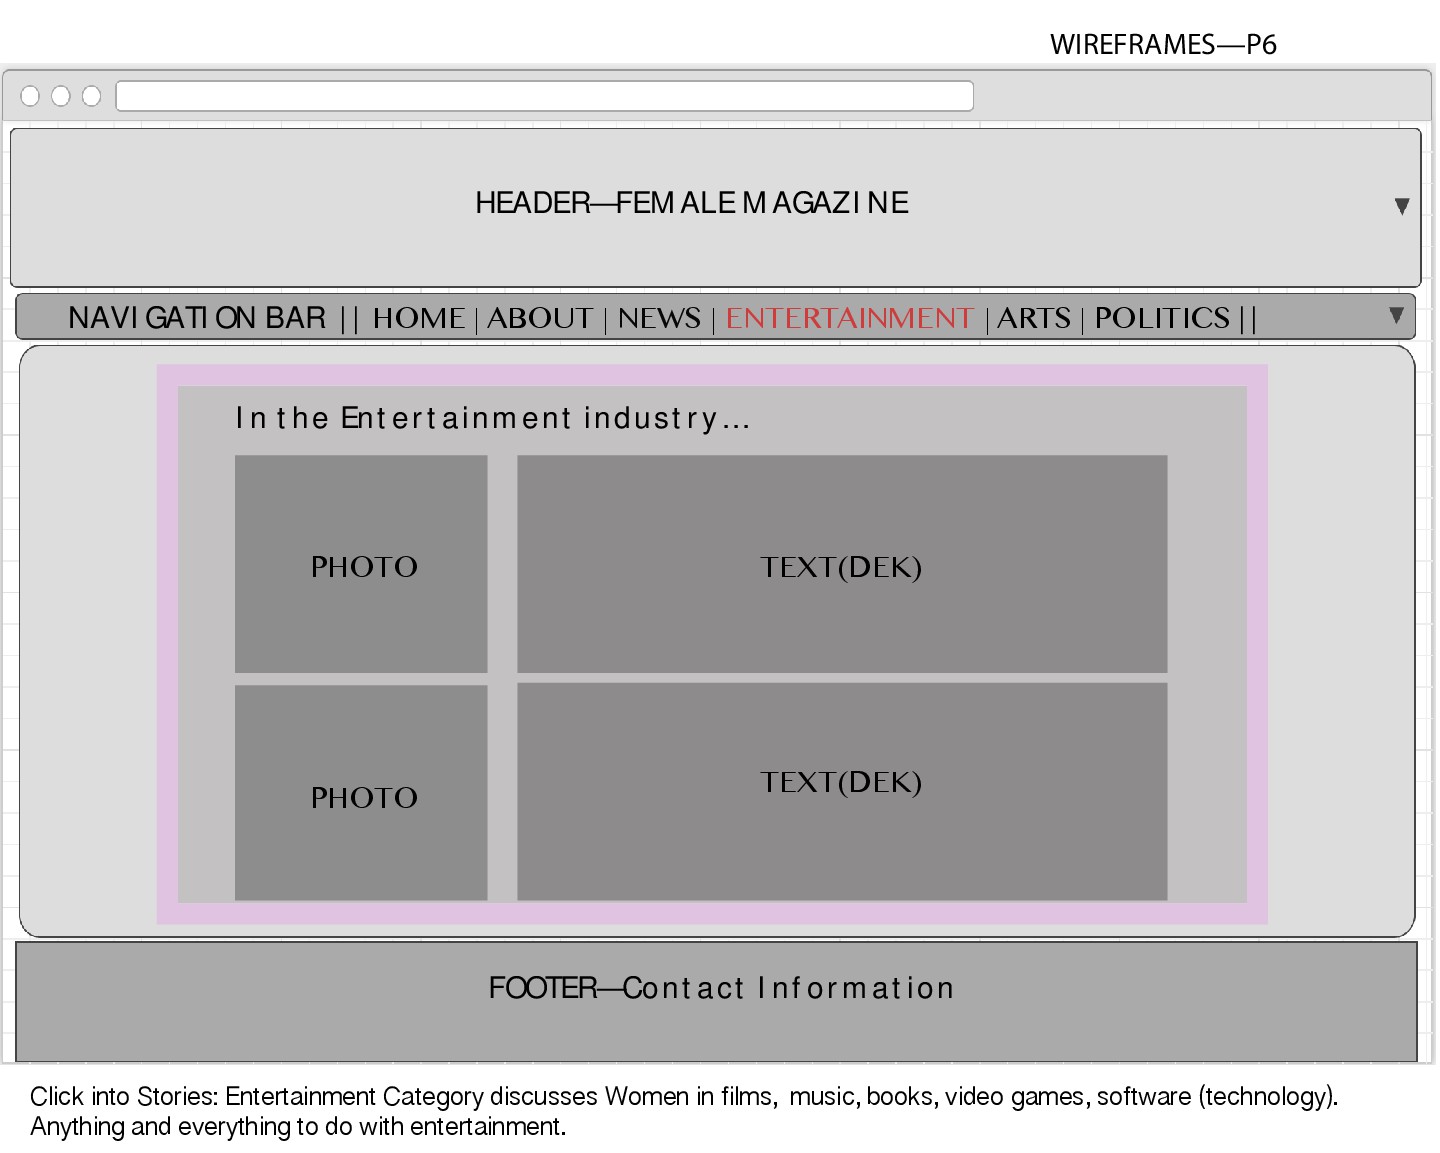 WIREFRAMES—P6
HEADER—FEMALE MAGAZINE
NAVIGATION BAR || HOME | ABOUT | NEWS | ENTERTAINMENT | ARTS | POLITICS ||
In the Entertainment industry...
PHOTO
TEXT(DEK)
PHOTO
TEXT(DEK)
FOOTER—Contact Information
Click into Stories: Entertainment Category discusses Women in films, music, books, video games, software (technology).
Anything and everything to do with entertainment.